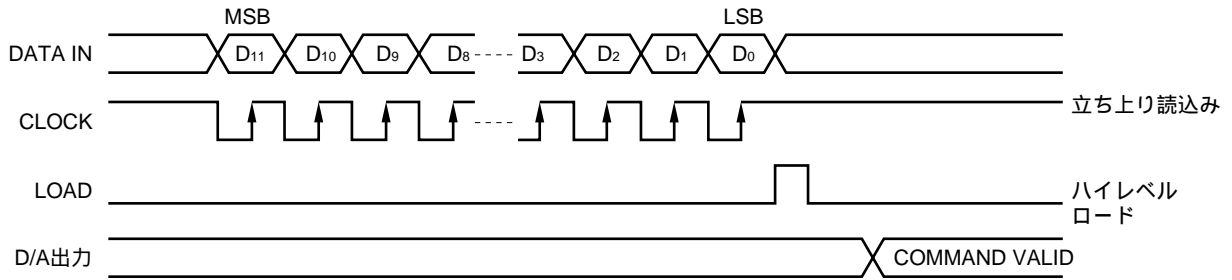 MSB LSB
DATA IN D11 D10 D9 D8 D3 D2 D1 D0
CLOCK 立ち上り読込み
LOAD ハイレベル
ロード
D/A出力 COMMAND VALID